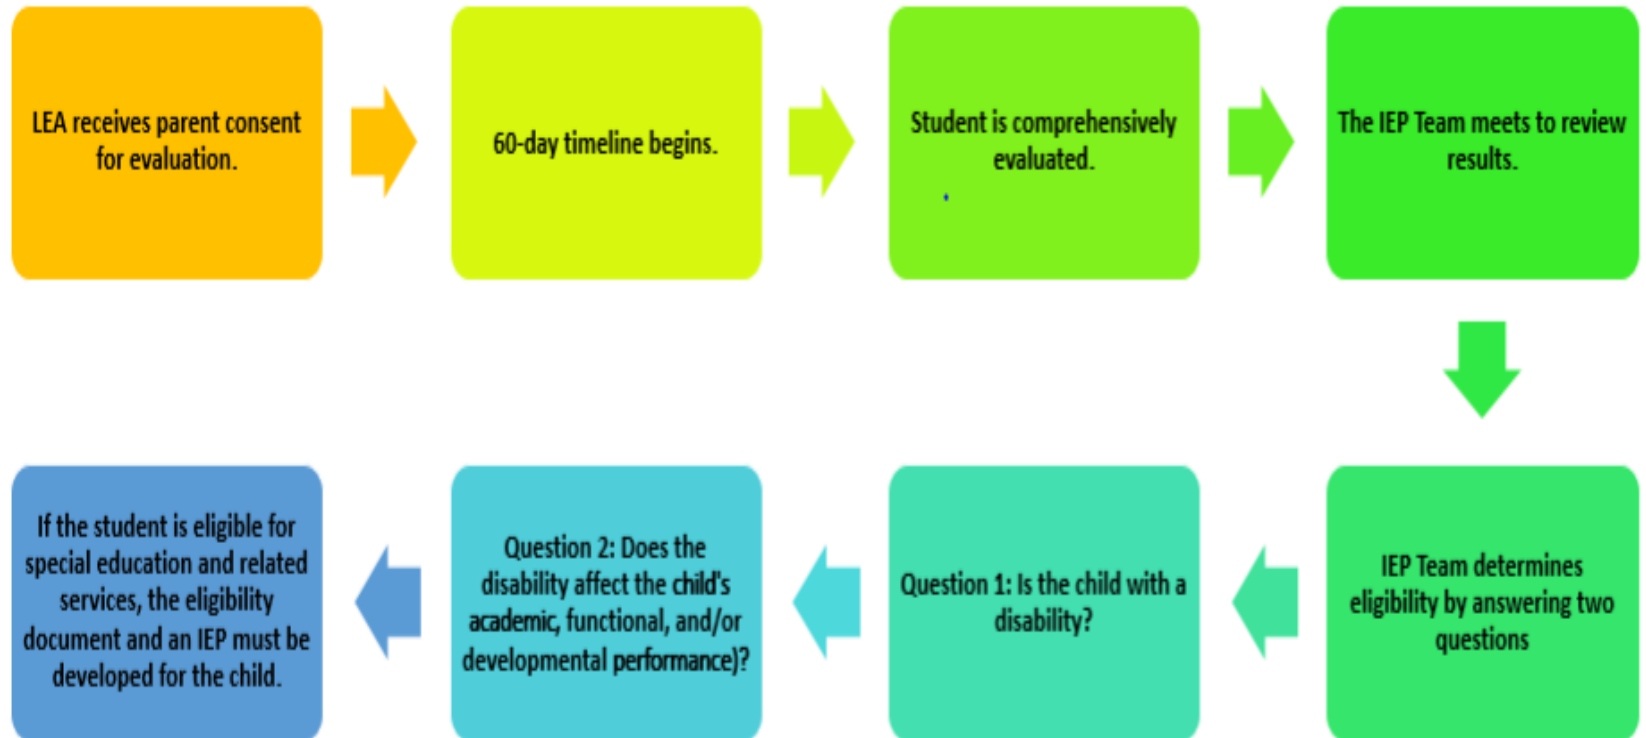 LEA receives parent consent
for evaluation.
60-day timeline begins.
Student is comprehensively
evaluated.
The IEP Team meets to review
results.
IEP Team determines
eligibility by answering two
questions
Question 1: Is the child with a
disability?
Question 2: Does the
disability affect the child's
academic, functional, and/or
developmental performance)?
If the student is eligible for
special education and related
services, the eligibility
document and an IEP must be
developed for the child.